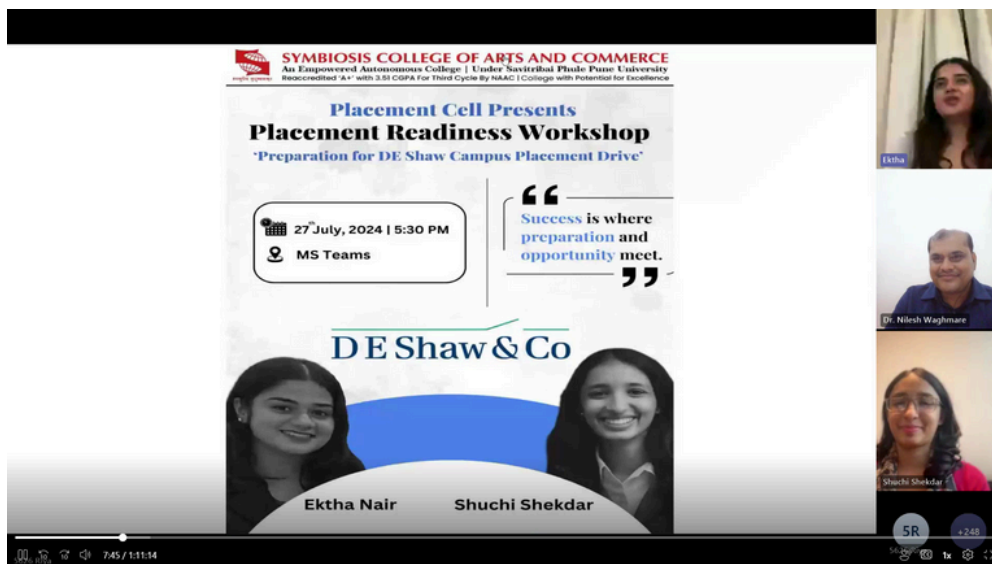 SYMBIOSIS COLLEGE OF ARTS AND COMMERCE
An Empowered Autonomous College | Under Savitribai Phule Pune University
Reaccredited 'A+' with 3.51 CGPA For Third Cycle By NAAC | College with Potential for Excellence
Placement Cell Presents
Placement Readiness Workshop
'Preparation for DE Shaw Campus Placement Drive'
27th July, 2024 | 5:30 PM
MS Teams
“
Success is where
preparation and
opportunity meet.
”
D E Shaw & Co
Ektha Nair
Shuchi Shekdar
Ektha
Dr. Nilesh Waghmare
Shuchi Shekdar
5R
+248
7:45 / 1:11:14
1x